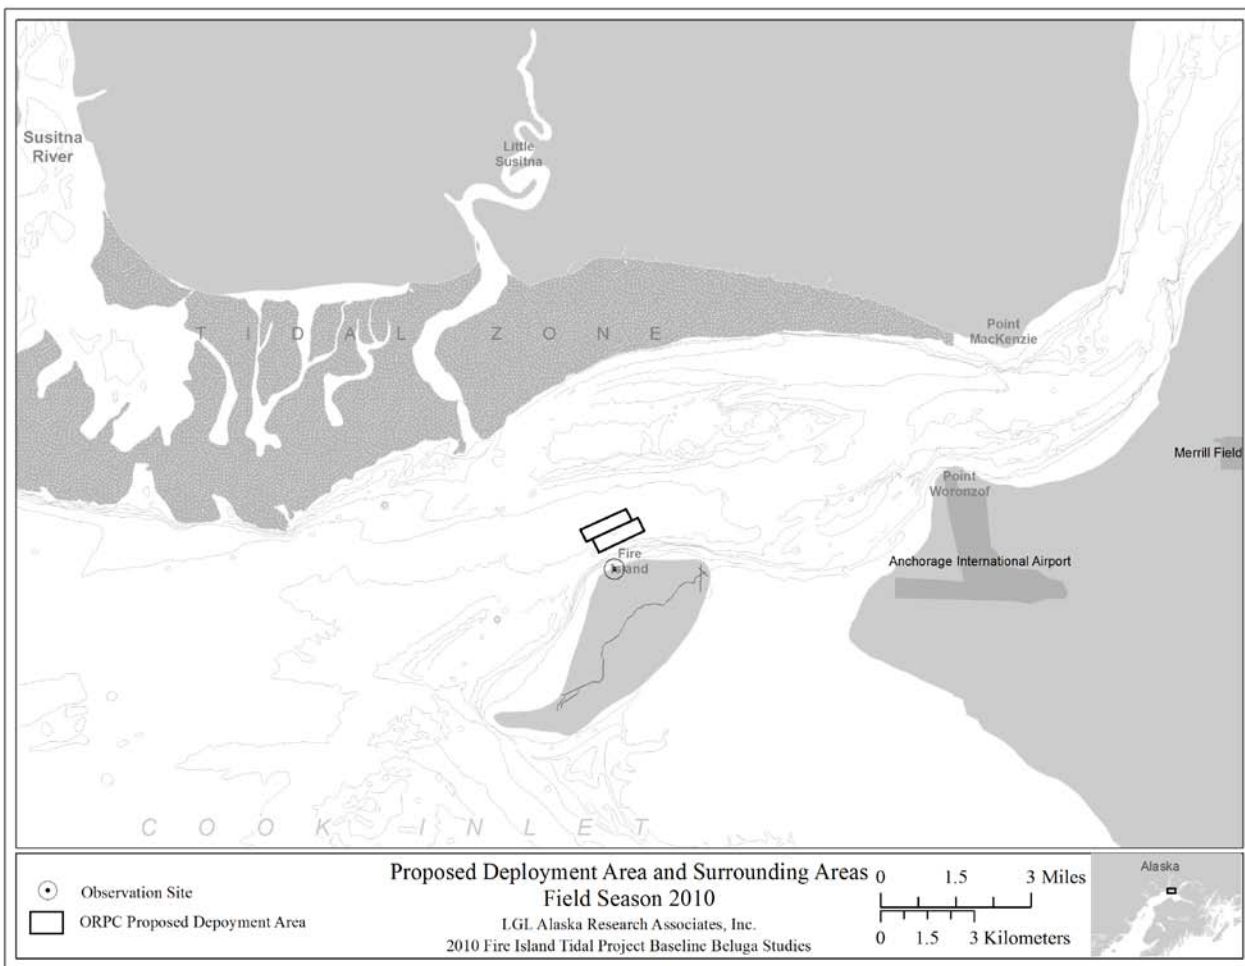 Susitna
River
Little
Susitna
T I D A L Z O N E
Point
MacKenzie
Merrill Field
Point
Woronzof
Anchorage International Airport
Fire
Island
C O O K I N L E T
Observation Site
ORPC Proposed Depoyment Area
Proposed Deployment Area and Surrounding Areas
Field Season 2010
LGL Alaska Research Associates, Inc.
2010 Fire Island Tidal Project Baseline Beluga Studies
0 1.5 3 Miles
0 1.5 3 Kilometers
Alaska